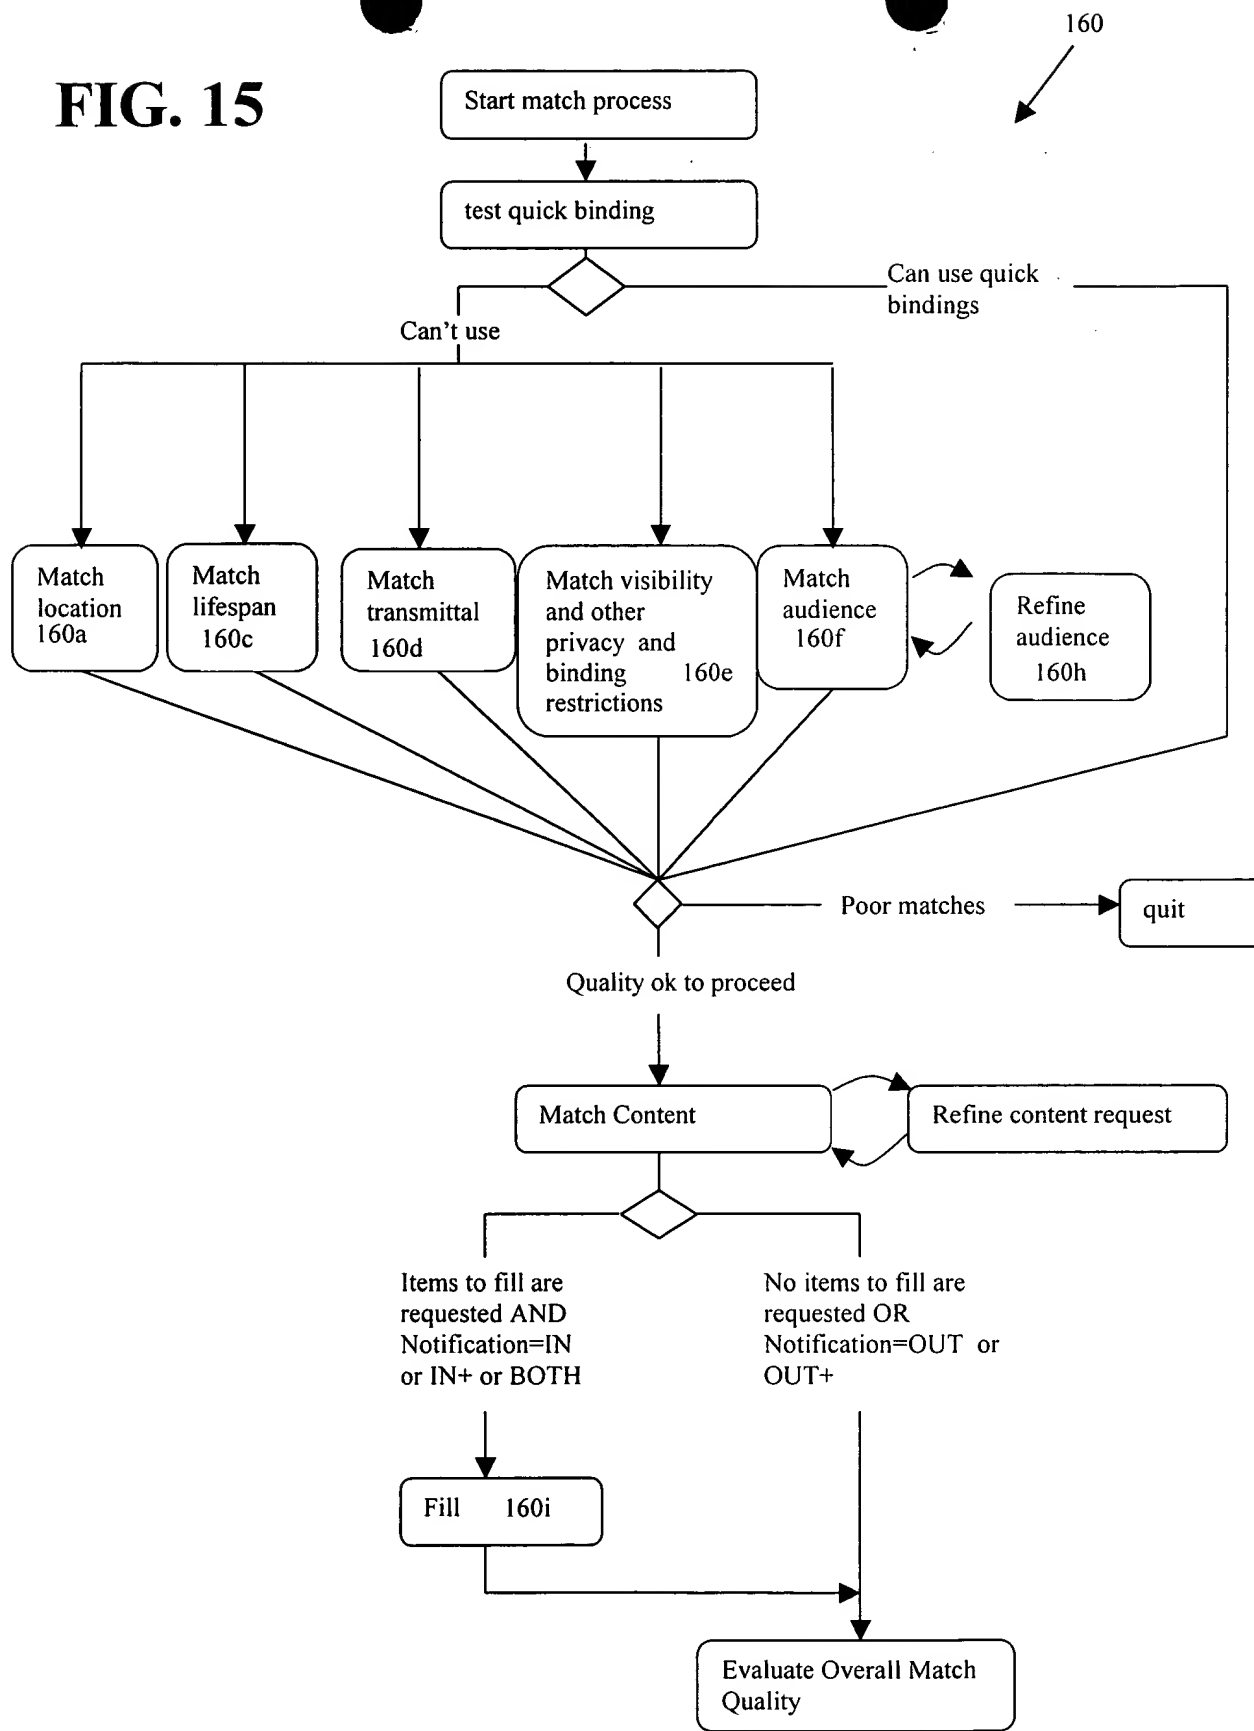 160
FIG. 15
Start match process
test quick binding
Can use quick
bindings
Can't use
Match
location
160a
Match
lifespan
160c
Match
transmittal
160d
Match visibility
and other
privacy and
binding 160e
restrictions
Match
audience
160f
Refine
audience
160h
Poor matches
quit
Quality ok to proceed
Match Content
Refine content request
Items to fill are
requested AND
Notification=IN
or IN+ or BOTH
No items to fill are
requested OR
Notification=OUT or
OUT+
Fill 160i
Evaluate Overall Match
Quality